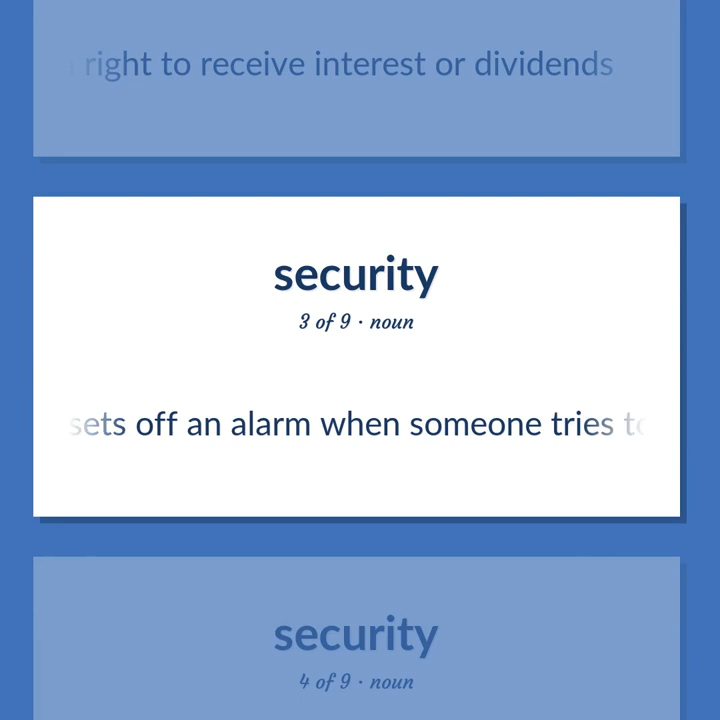 right to receive interest or dividends
security
3 of 9 · noun
sets off an alarm when someone tries to
security
4 of 9 · noun